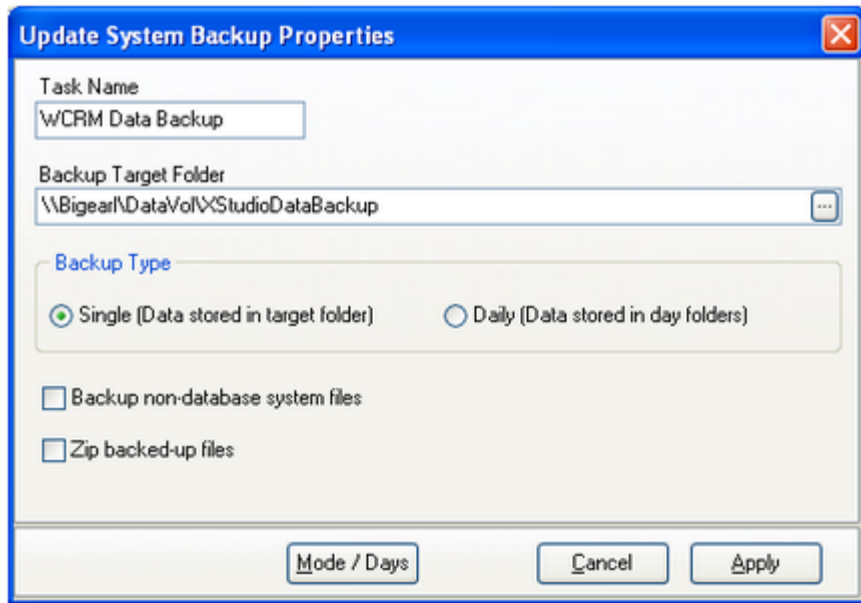 Update System Backup Properties
Task Name
WCRM Data Backup
Backup Target Folder
\\Bigearl\DataVol\XStudioDataBackup
...
Backup Type
Single (Data stored in target folder)
Daily (Data stored in day folders)
Backup non-database system files
Zip backed-up files
Mode / Days
Cancel
Apply